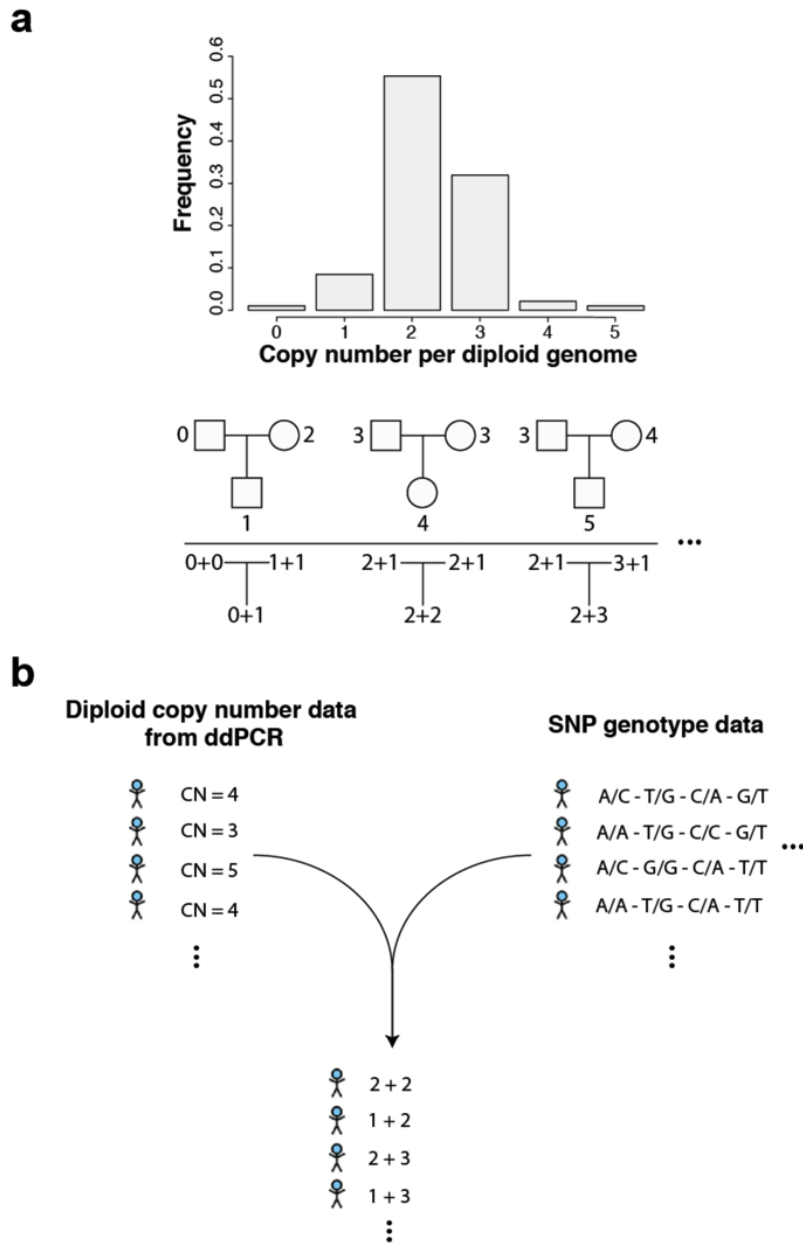 a
0.6
0.5
0.4
0.3
0.2
0.1
0.0
Frequency
0 1 2 3 4 5
Copy number per diploid genome
0 2 3 3 3 4
1 4 5
...
0+0 1+1 2+1 2+1 2+1 3+1
0+1 2+2 2+3
b
Diploid copy number data
from ddPCR
SNP genotype data
CN = 4
CN = 3
CN = 5
CN = 4
A/C - T/G - C/A - G/T
A/A - T/G - C/C - G/T
A/C - G/G - C/A - T/T
A/A - T/G - C/A - T/T
...
2 + 2
1 + 2
2 + 3
1 + 3